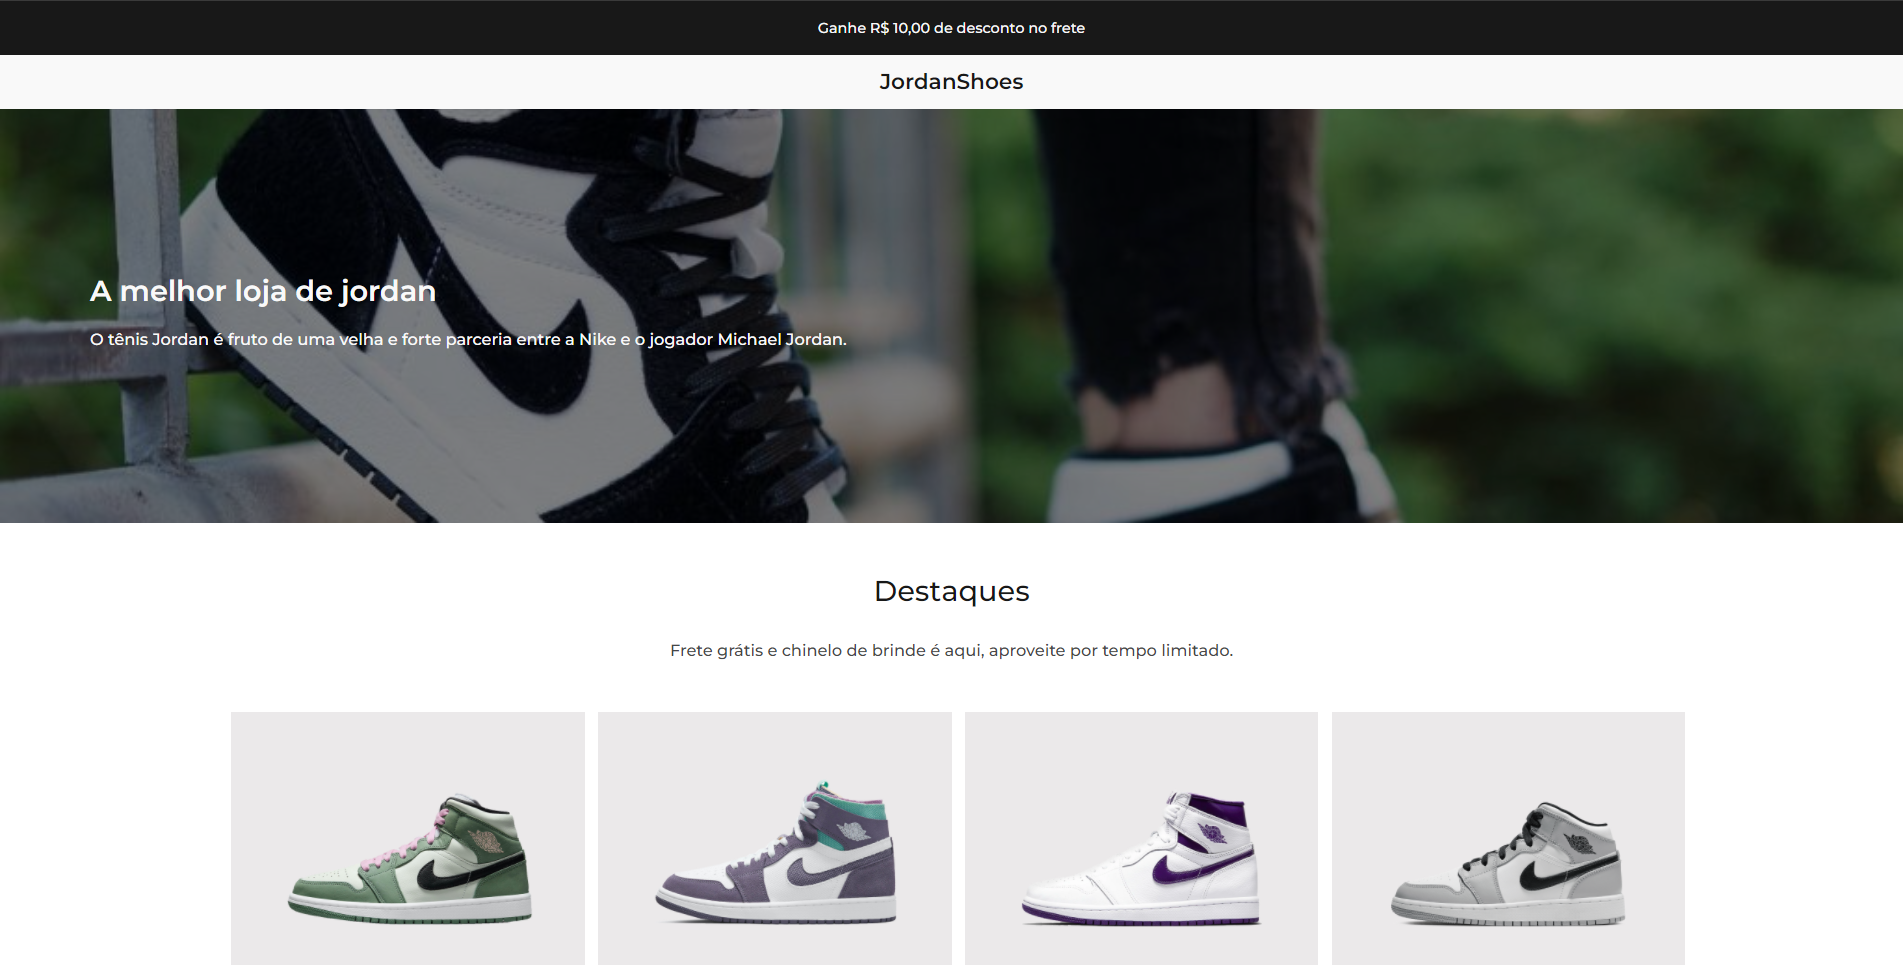 Ganhe R$ 10,00 de desconto no frete
JordanShoes
A melhor loja de jordan
O tênis Jordan é fruto de uma velha e forte parceria entre a Nike e o jogador Michael Jordan.
Destaques
Frete grátis e chinelo de brinde é aqui, aproveite por tempo limitado.